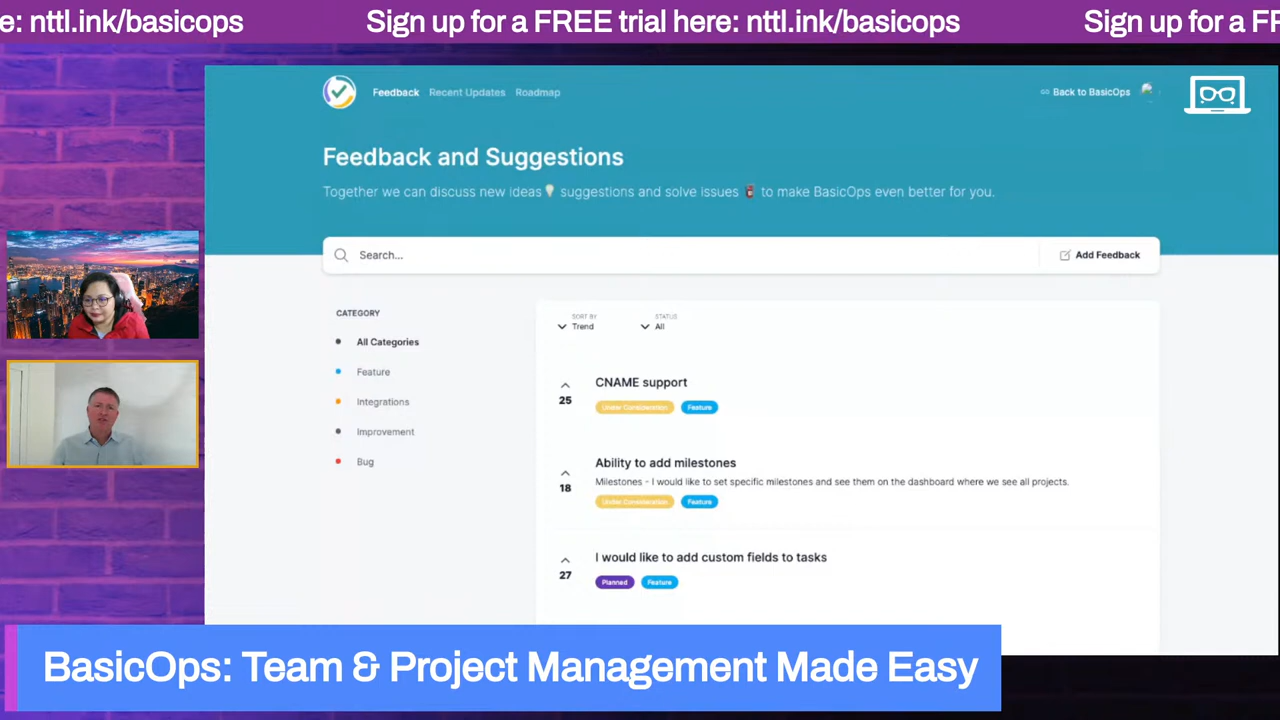 e: nttl.ink/basicops
Sign up for a FREE trial here: nttl.ink/basicops
Sign up for a FR
Feedback
Recent Updates
Roadmap
Back to BasicOps
Feedback and Suggestions
Together we can discuss new ideas suggestions and solve issues to make BasicOps even better for you.
Search...
Add Feedback
CATEGORY
All Categories
Feature
Integrations
Improvement
Bug
SORT BY
Trend
STATUS
All
CNAME support
25
Under Consideration
Feature
Ability to add milestones
Milestones - I would like to set specific milestones and see them on the dashboard where we see all projects.
18
Under Consideration
Feature
I would like to add custom fields to tasks
27
Planned
Feature
BasicOps: Team & Project Management Made Easy